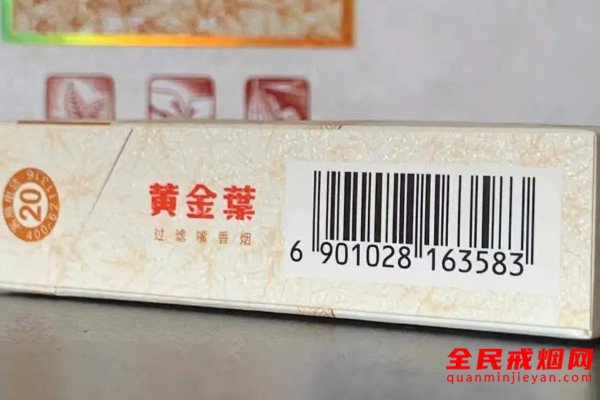 20
黄金葉
过滤嘴香烟
6 901028 163583
全民戒烟网
quanminjieyan.com